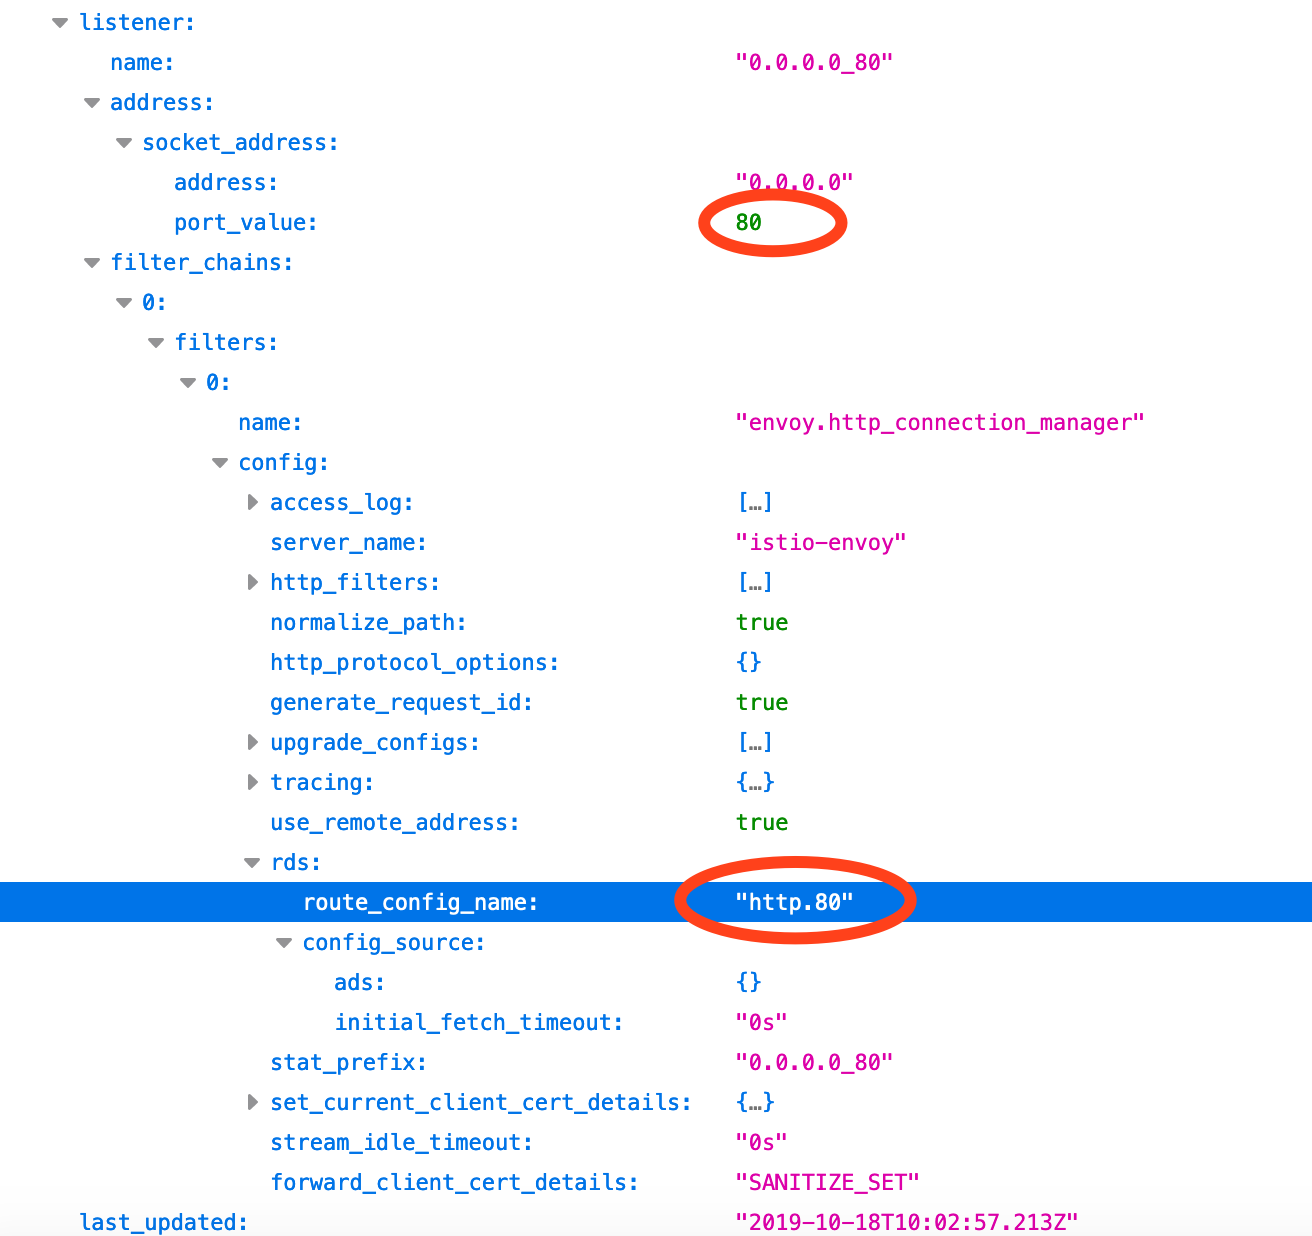 listener:
name: "0.0.0.0_80"
address:
socket_address:
address: "0.0.0.0"
port_value: 80
filter_chains:
0:
filters:
0:
name: "envoy.http_connection_manager"
config:
access_log: […]
server_name: "istio-envoy"
http_filters: […]
normalize_path: true
http_protocol_options: {}
generate_request_id: true
upgrade_configs: […]
tracing: {…}
use_remote_address: true
rds:
route_config_name: "http.80"
config_source:
ads: {}
initial_fetch_timeout: "0s"
stat_prefix: "0.0.0.0_80"
set_current_client_cert_details: {…}
stream_idle_timeout: "0s"
forward_client_cert_details: "SANITIZE_SET"
last_updated: "2019-10-18T10:02:57.213Z"